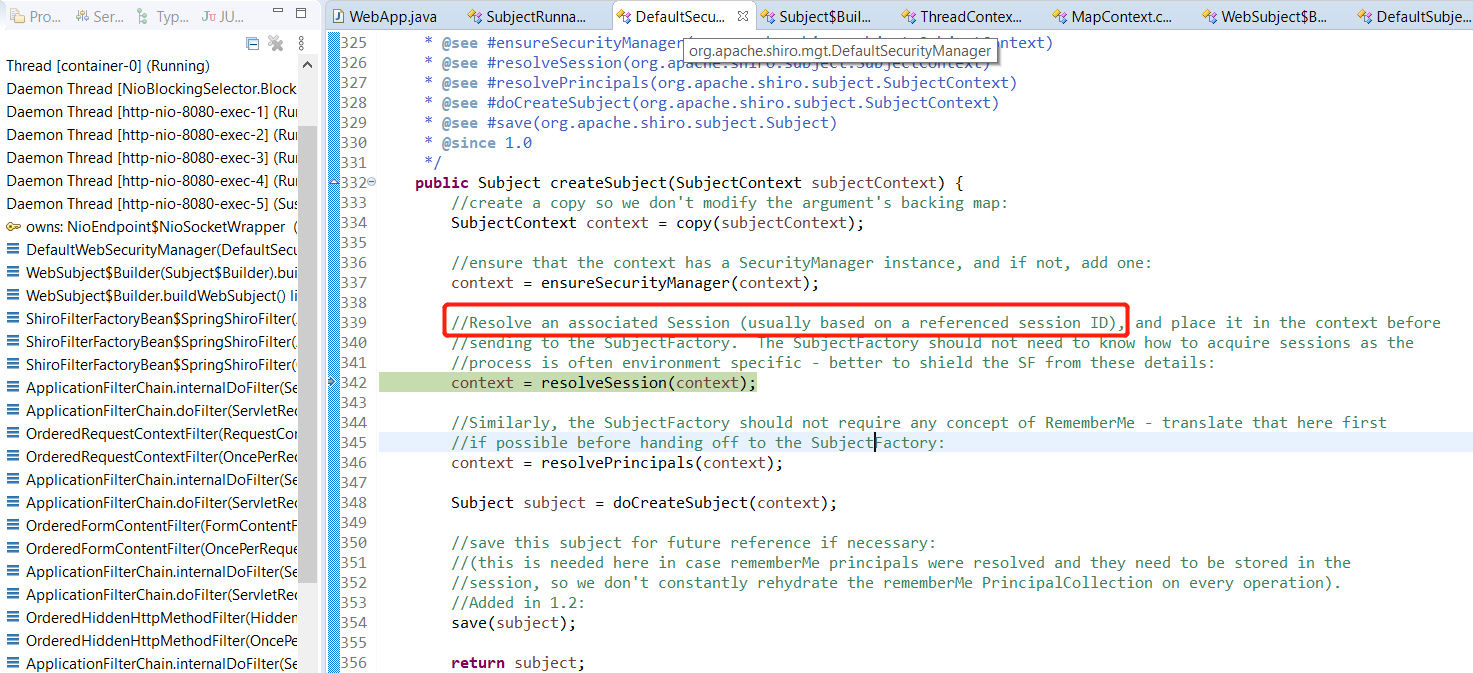 Pro...
Ser...
Typ...
JU JU...
WebApp.java
SubjectRunna...
DefaultSecu...
Subject$Buil...
ThreadContex...
MapContext.c...
WebSubject$B...
DefaultSubje...
org.apache.shiro.mgt.DefaultSecurityManager
Thread [container-0] (Running)
Daemon Thread [NioBlockingSelector.Block
Daemon Thread [http-nio-8080-exec-1] (Rur
Daemon Thread [http-nio-8080-exec-2] (Rur
Daemon Thread [http-nio-8080-exec-3] (Rur
Daemon Thread [http-nio-8080-exec-4] (Rur
Daemon Thread [http-nio-8080-exec-5] (Sus
owns: NioEndpoint$NioSocketWrapper (
DefaultWebSecurityManager(DefaultSecu
WebSubject$Builder(Subject$Builder).bui
WebSubject$Builder.buildWebSubject() li
ShiroFilterFactoryBean$SpringShiroFilter(
ShiroFilterFactoryBean$SpringShiroFilter(
ShiroFilterFactoryBean$SpringShiroFilter(
ApplicationFilterChain.internalDoFilter(Se
ApplicationFilterChain.doFilter(ServletRec
OrderedRequestContextFilter(RequestCor
OrderedRequestContextFilter(OncePerRec
ApplicationFilterChain.internalDoFilter(Se
ApplicationFilterChain.doFilter(ServletRec
OrderedFormContentFilter(FormContentF
OrderedFormContentFilter(OncePerReque
ApplicationFilterChain.internalDoFilter(Se
ApplicationFilterChain.doFilter(ServletRec
OrderedHiddenHttpMethodFilter(Hidden
OrderedHiddenHttpMethodFilter(OncePe
ApplicationFilterChain.internalDoFilter(Se
325 * @see #ensureSecurityManager( Context)
326 * @see #resolveSession(org.apache.shiro.subject.SubjectContext)
327 * @see #resolvePrincipals(org.apache.shiro.subject.SubjectContext)
328 * @see #doCreateSubject(org.apache.shiro.subject.SubjectContext)
329 * @see #save(org.apache.shiro.subject.Subject)
330 * @since 1.0
331 */
332 public Subject createSubject(SubjectContext subjectContext) {
333 //create a copy so we don't modify the argument's backing map:
334 SubjectContext context = copy(subjectContext);
335
336 //ensure that the context has a SecurityManager instance, and if not, add one:
337 context = ensureSecurityManager(context);
338
339 //Resolve an associated Session (usually based on a referenced session ID), and place it in the context before
340 //sending to the SubjectFactory. The SubjectFactory should not need to know how to acquire sessions as the
341 //process is often environment specific - better to shield the SF from these details:
342 context = resolveSession(context);
343
344 //Similarly, the SubjectFactory should not require any concept of RememberMe - translate that here first
345 //if possible before handing off to the SubjectFactory:
346 context = resolvePrincipals(context);
347
348 Subject subject = doCreateSubject(context);
349
350 //save this subject for future reference if necessary:
351 //(this is needed here in case rememberMe principals were resolved and they need to be stored in the
352 //session, so we don't constantly rehydrate the rememberMe PrincipalCollection on every operation).
353 //Added in 1.2:
354 save(subject);
355
356 return subject;